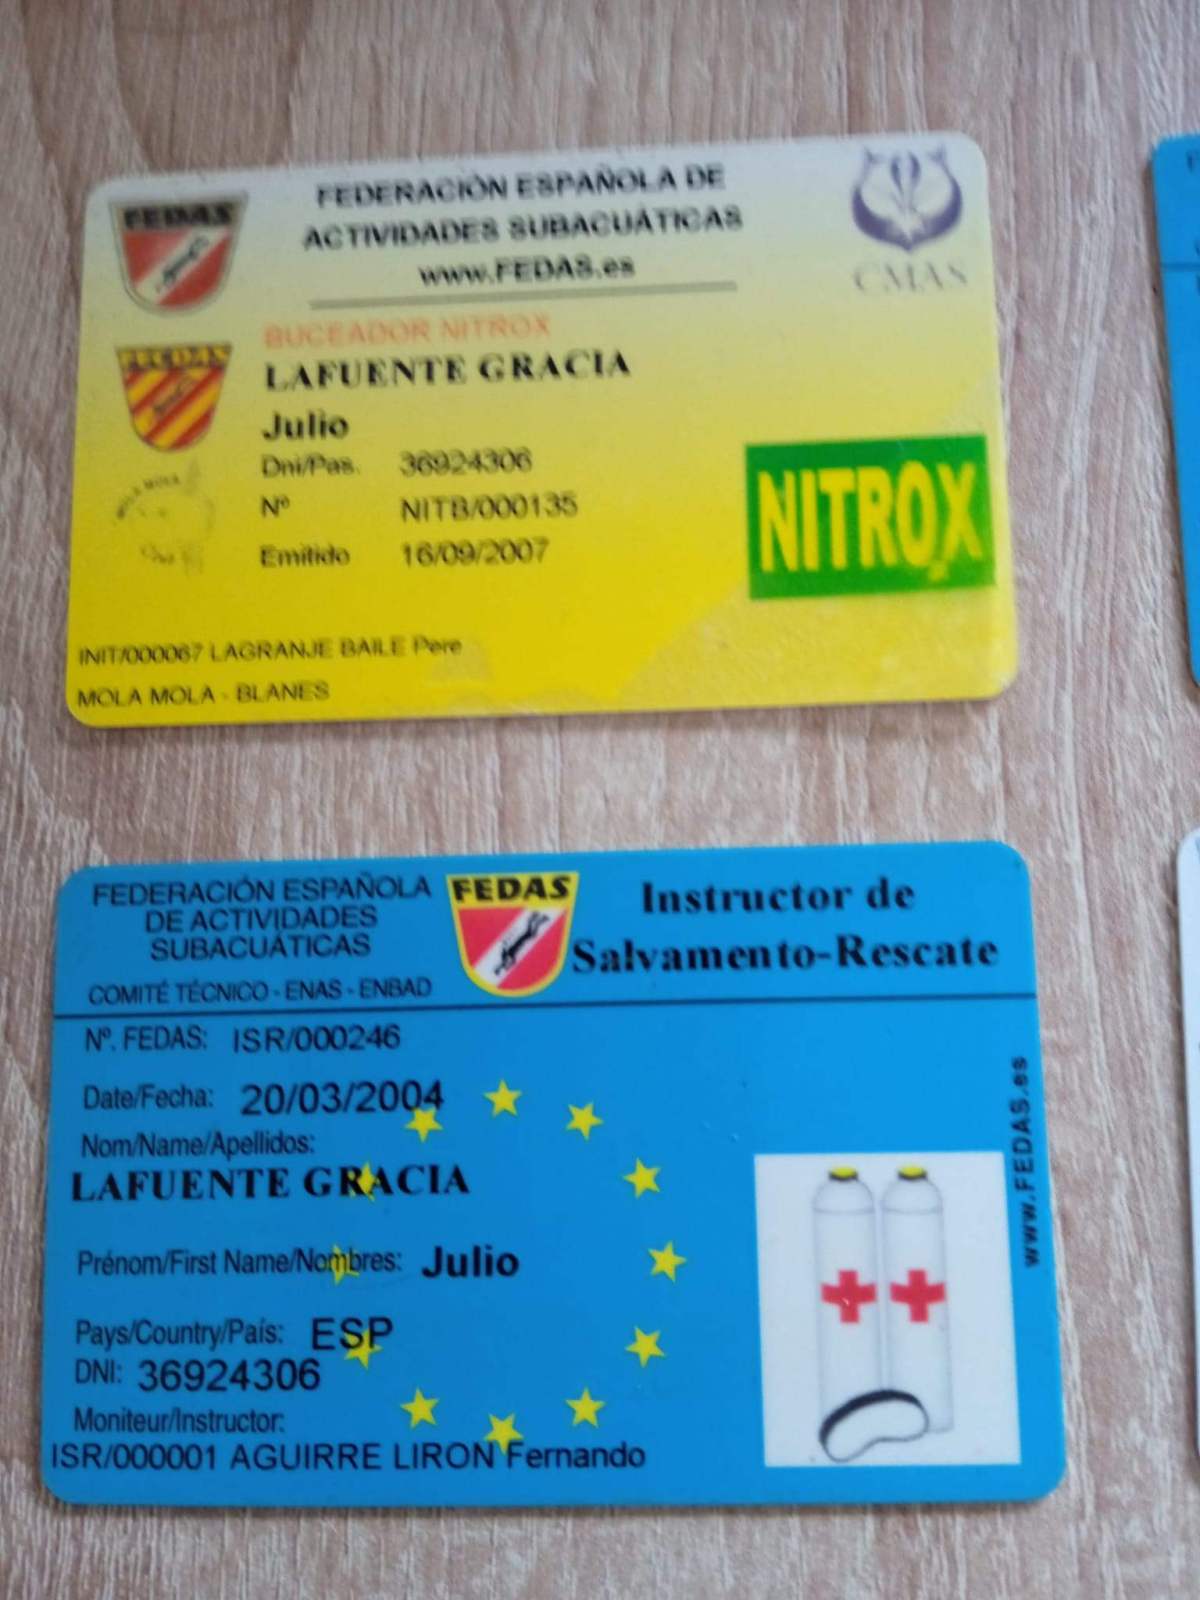 FEDAS
FEDERACIÓN ESPAÑOLA DE
ACTIVIDADES SUBACUÁTICAS
www.FEDAS.es
CMAS
FECDAS
BUCEADOR NITROX
LAFUENTE GRACIA
Julio
Dni/Pas. 36924306
Nº NITB/000135
Emitido 16/09/2007
MOLA MOLA
NITROX
INIT/000067 LAGRANJE BAILE Pere
MOLA MOLA - BLANES
FEDERACIÓN ESPAÑOLA
DE ACTIVIDADES
SUBACUÁTICAS
COMITÉ TÉCNICO - ENAS - ENBAD
FEDAS
Instructor de
Salvamento-Rescate
Nº. FEDAS: ISR/000246
Date/Fecha: 20/03/2004
Nom/Name/Apellidos:
LAFUENTE GRACIA
Prénom/First Name/Nombres: Julio
Pays/Country/País: ESP
DNI: 36924306
Moniteur/Instructor:
ISR/000001 AGUIRRE LIRON Fernando
www.FEDAS.es